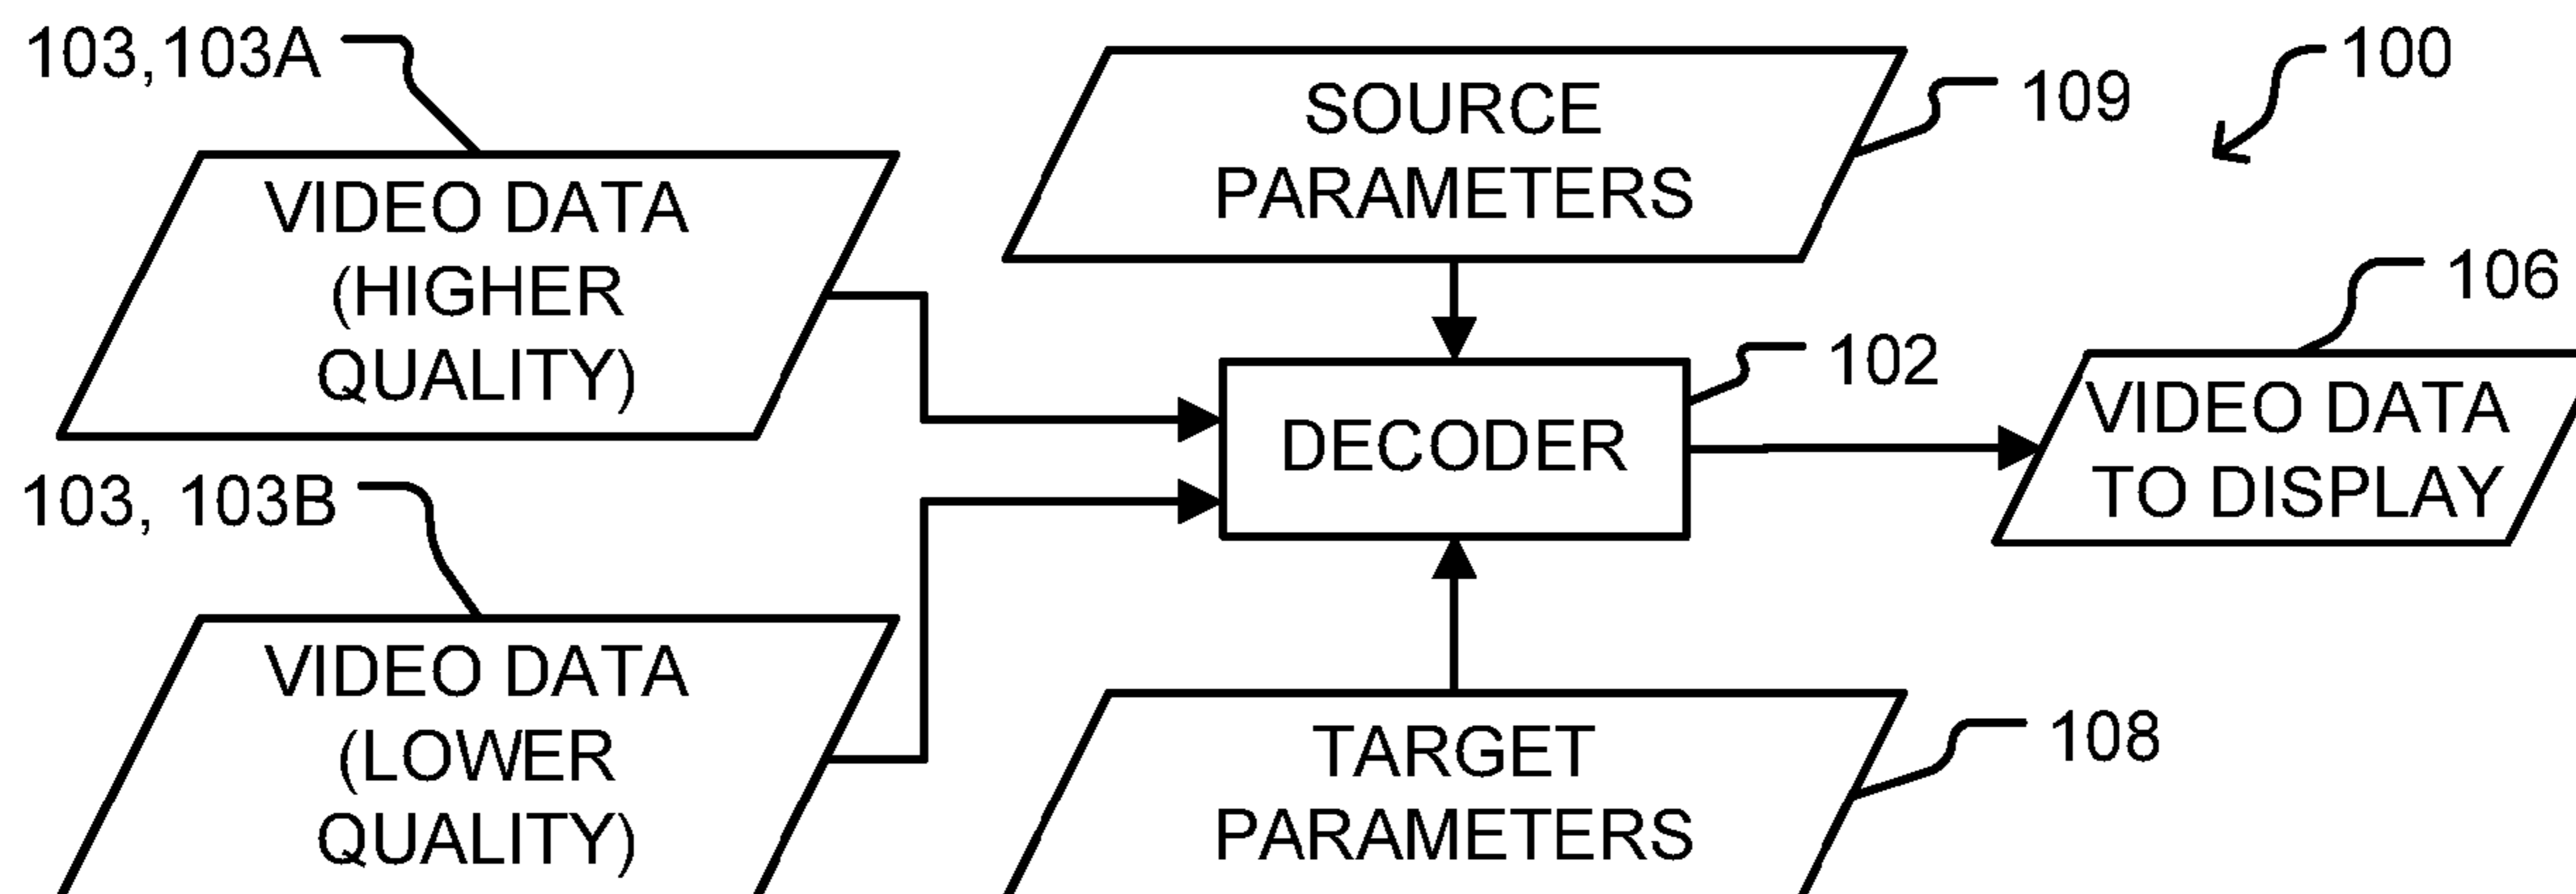 103,103A
VIDEO DATA
(HIGHER
QUALITY)
103, 103B
VIDEO DATA
(LOWER
QUALITY)
SOURCE
PARAMETERS
109
100
DECODER
102
106
VIDEO DATA
TO DISPLAY
TARGET
PARAMETERS
108